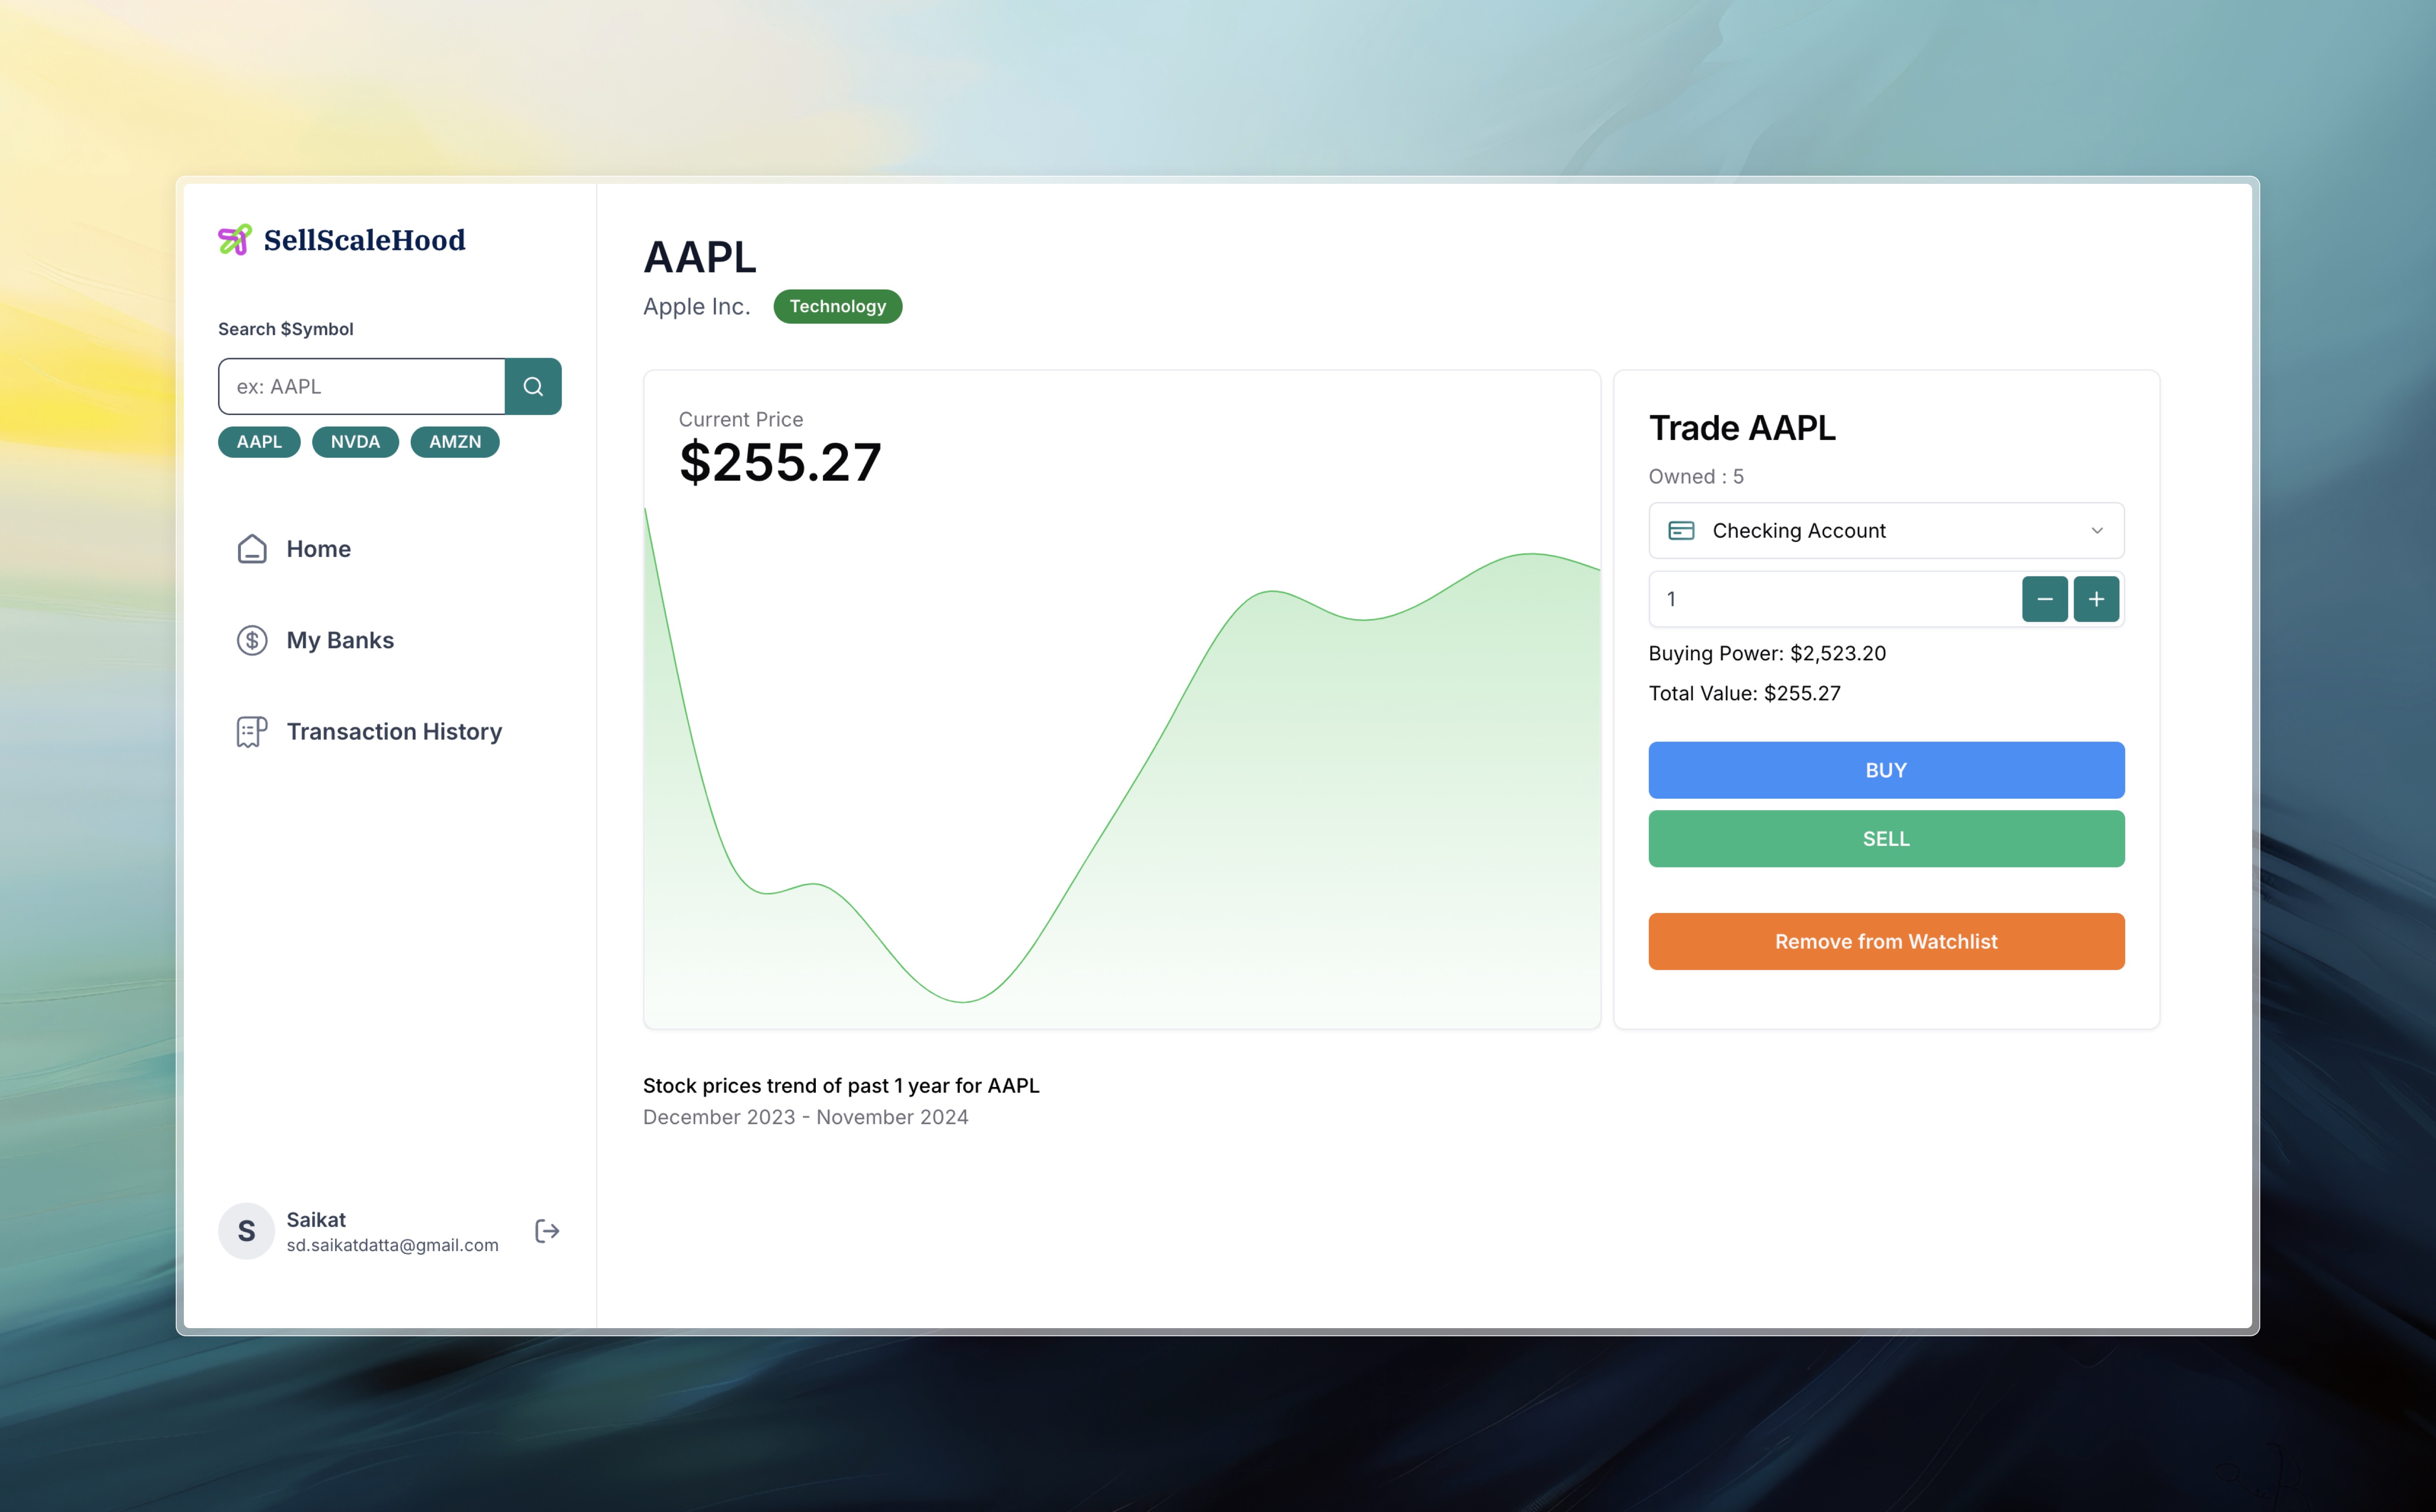 SellScaleHood
Search $Symbol
ex: AAPL
AAPL NVDA AMZN
Home
My Banks
Transaction History
S
Saikat
sd.saikatdatta@gmail.com
AAPL
Apple Inc. Technology
Current Price
$255.27
Stock prices trend of past 1 year for AAPL
December 2023 - November 2024
Trade AAPL
Owned : 5
Checking Account
1
Buying Power: $2,523.20
Total Value: $255.27
BUY
SELL
Remove from Watchlist